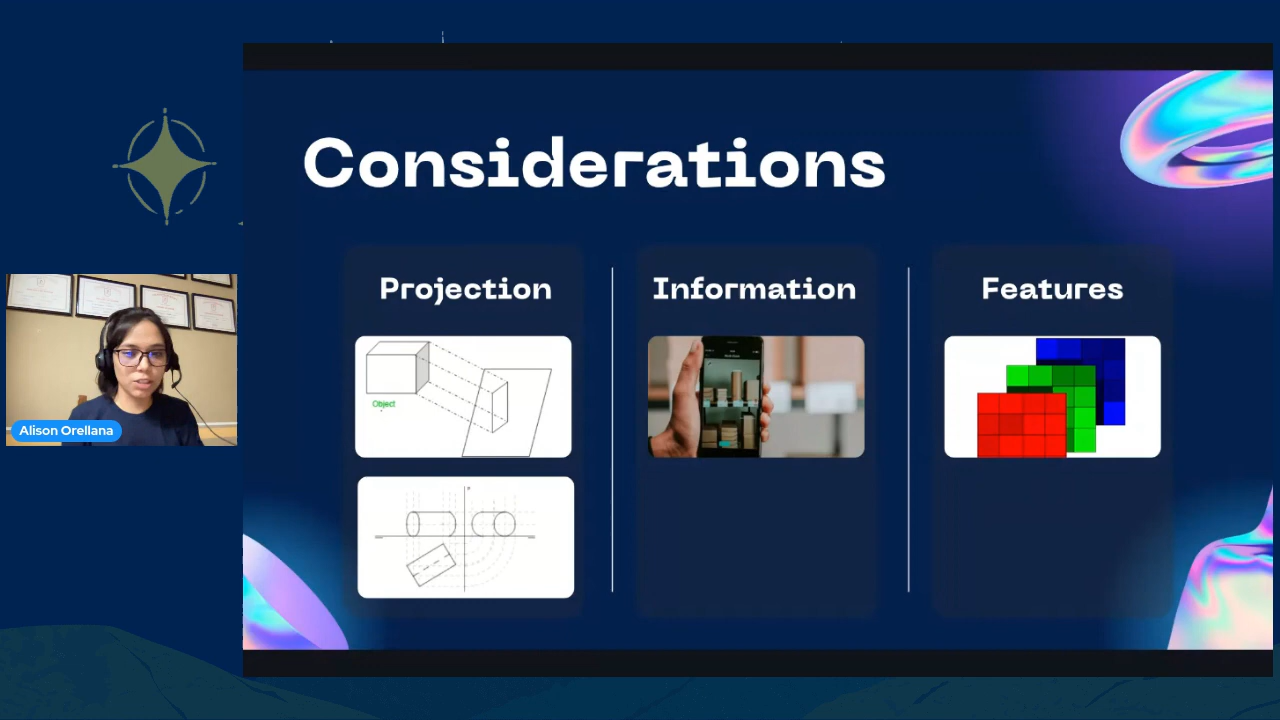 Considerations
Projection
Information
Features
Object
Alison Orellana